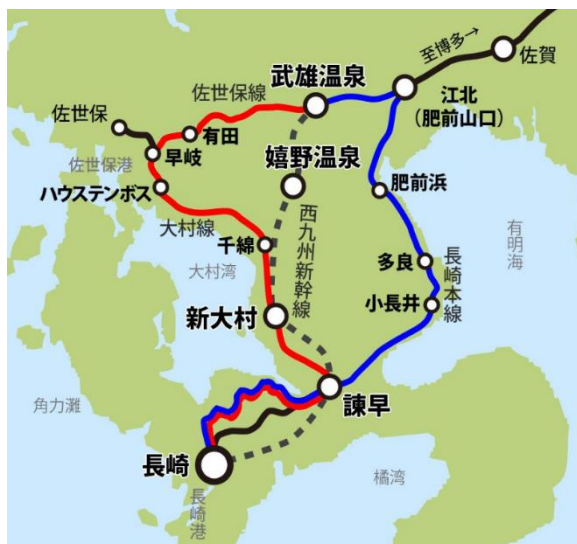 至博多→
佐賀
武雄温泉
佐世保線
江北
(肥前山口)
佐世保
有田
早岐
佐世保港
嬉野温泉
ハウステンボス
肥前浜
大村線
西九州新幹線
千綿
有明海
多良
長崎本線
大村湾
小長井
新大村
諫早
角力灘
長崎
橘湾
長崎港